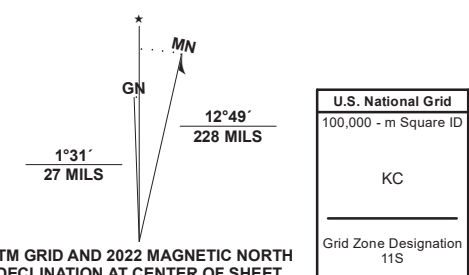 MN
GN
12°49´
228 MILS
1°31´
27 MILS
TM GRID AND 2022 MAGNETIC NORTH
DECLINATION AT CENTER OF SHEET
U.S. National Grid
100,000 - m Square ID
KC
Grid Zone Designation
11S